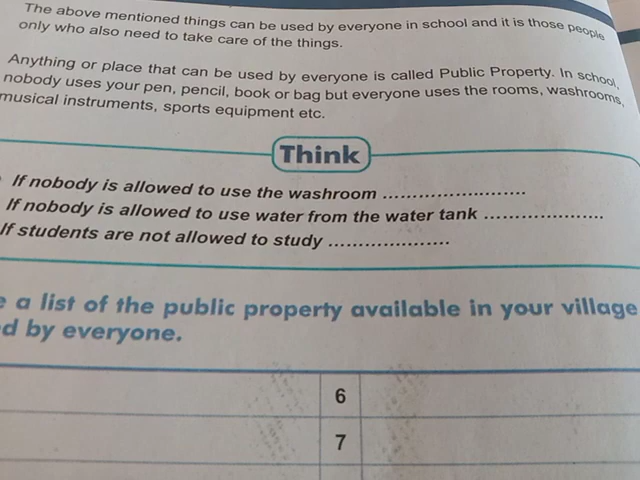 The above mentioned things can be used by everyone in school and it is those people
only who also need to take care of the things.
Anything or place that can be used by everyone is called Public Property. In school,
nobody uses your pen, pencil, book or bag but everyone uses the rooms, washrooms,
musical instruments, sports equipment etc.
Think
If nobody is allowed to use the washroom ........................
If nobody is allowed to use water from the water tank ....................
If students are not allowed to study ....................
a list of the public property available in your village
by everyone.
6
7